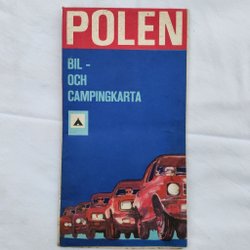 POLEN
BIL -
OCH
CAMPINGKARTA